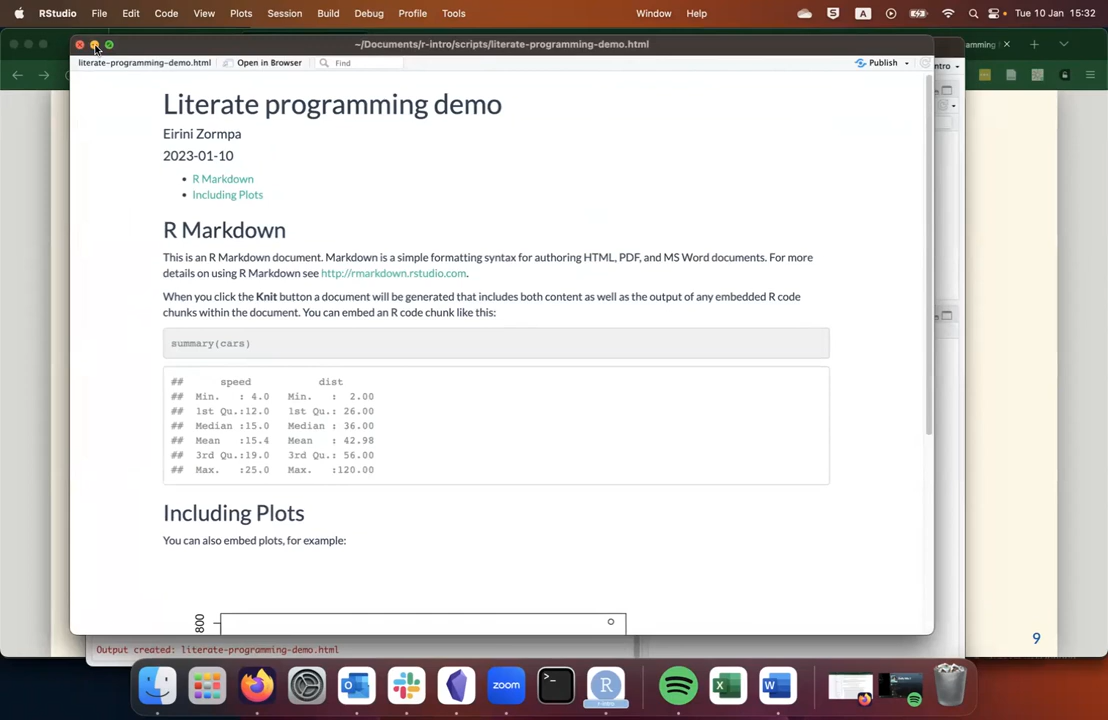 RStudio File Edit Code View Plots Session Build Debug Profile Tools Window Help A Tue 10 Jan 15:32
~/Documents/r-intro/scripts/literate-programming-demo.html
literate-programming-demo.html Open in Browser Find Publish
Literate programming demo
Eirini Zormpa
2023-01-10
R Markdown
Including Plots
R Markdown
This is an R Markdown document. Markdown is a simple formatting syntax for authoring HTML, PDF, and MS Word documents. For more
details on using R Markdown see http://rmarkdown.rstudio.com.
When you click the Knit button a document will be generated that includes both content as well as the output of any embedded R code
chunks within the document. You can embed an R code chunk like this:
summary(cars)
## speed dist
## Min. : 4.0 Min. : 2.00
## 1st Qu.:12.0 1st Qu.: 26.00
## Median :15.0 Median : 36.00
## Mean :15.4 Mean : 42.98
## 3rd Qu.:19.0 3rd Qu.: 56.00
## Max. :25.0 Max. :120.00
Including Plots
You can also embed plots, for example:
800
Output created: literate-programming-demo.html
9
zoom